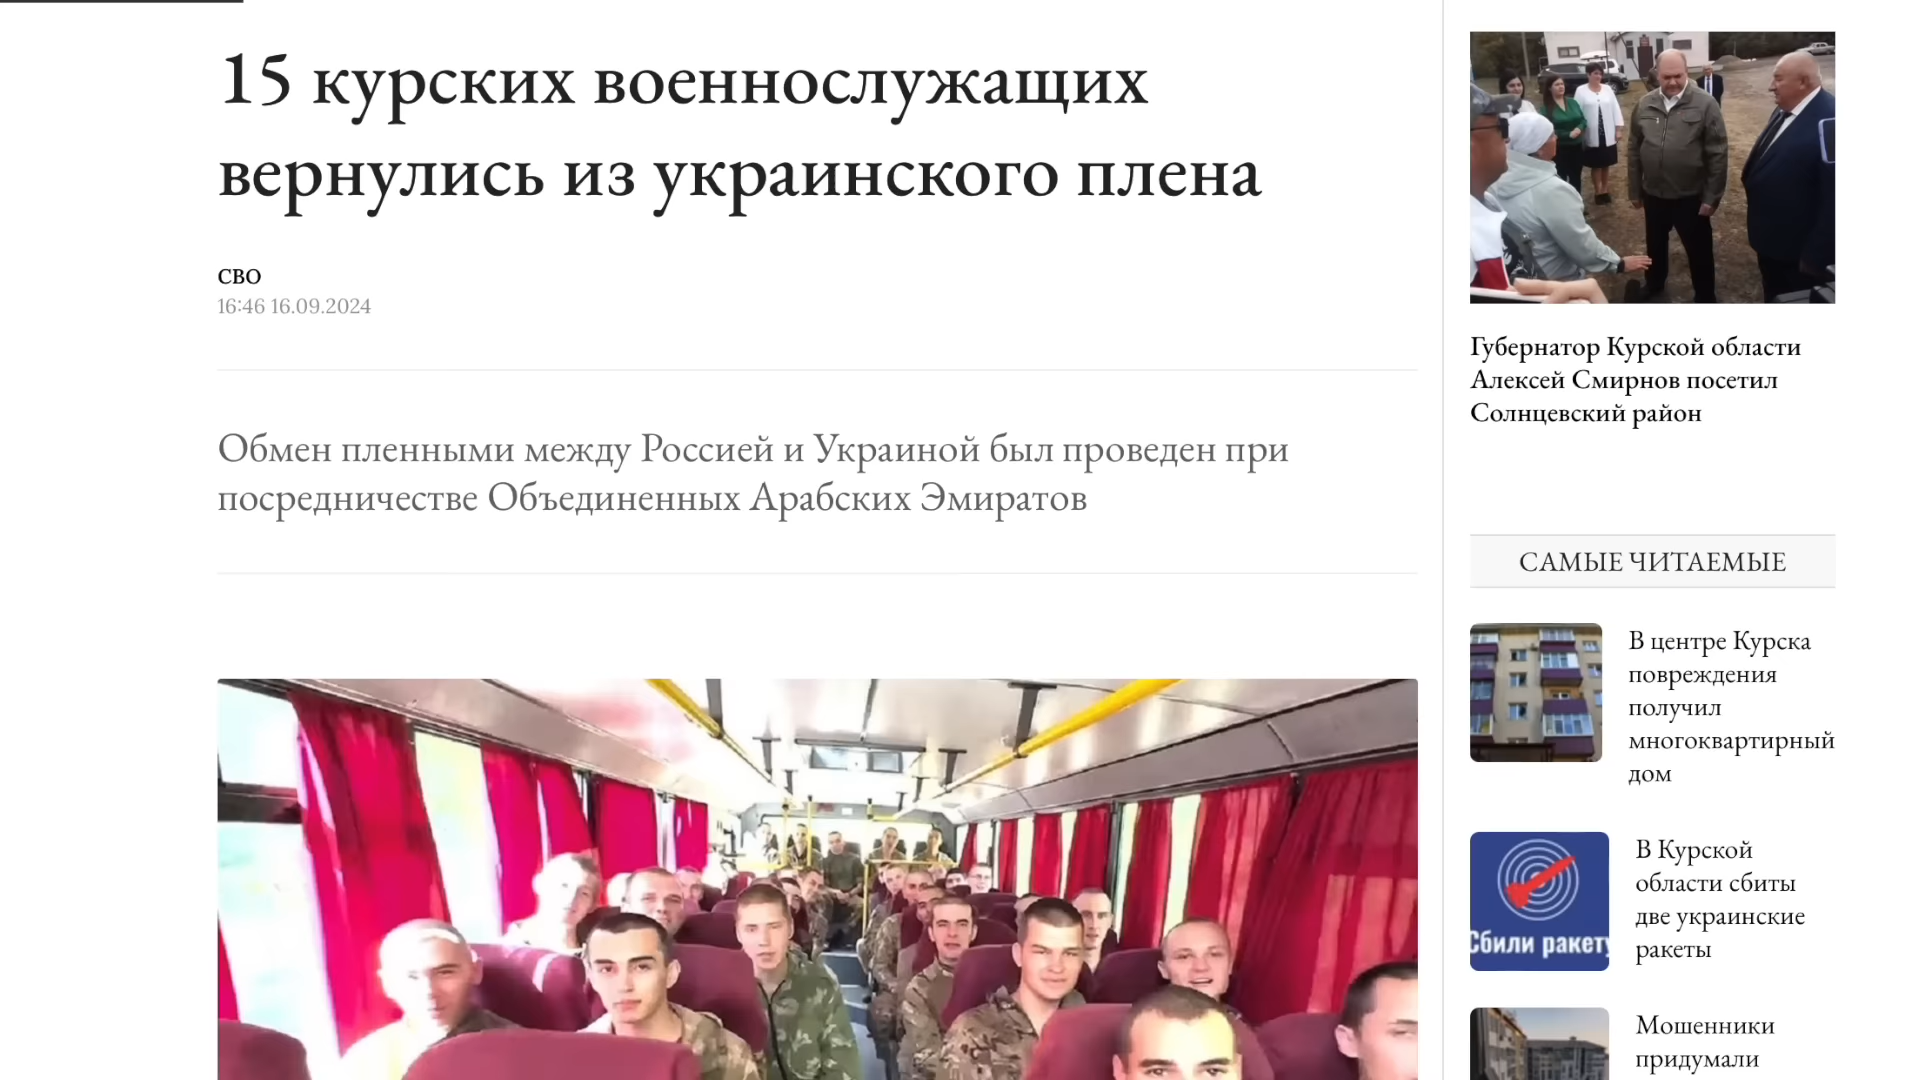 15 курских военнослужащих
вернулись из украинского плена
СВО
16:46 16.09.2024
Обмен пленными между Россией и Украиной был проведен при
посредничестве Объединенных Арабских Эмиратов
Губернатор Курской области
Алексей Смирнов посетил
Солнцевский район
САМЫЕ ЧИТАЕМЫЕ
В центре Курска
повреждения
получил
многоквартирный
дом
В Курской
области сбиты
две украинские
ракеты
Сбили ракету
Мошенники
придумали